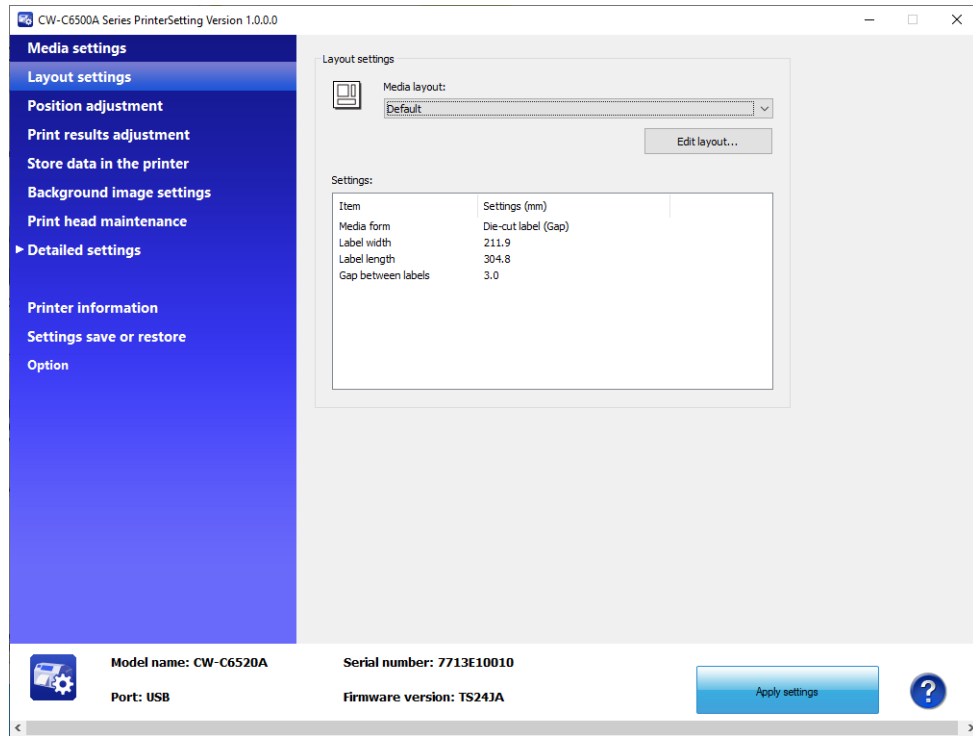 CW-C6500A Series PrinterSetting Version 1.0.0.0
Media settings
Layout settings
Position adjustment
Print results adjustment
Store data in the printer
Background image settings
Print head maintenance
Detailed settings
Printer information
Settings save or restore
Option
Layout settings
Media layout:
Default
Edit layout...
Settings:
Item Settings (mm)
Media form Die-cut label (Gap)
Label width 211.9
Label length 304.8
Gap between labels 3.0
Model name: CW-C6520A Serial number: 7713E10010
Port: USB Firmware version: TS24JA
Apply settings
?